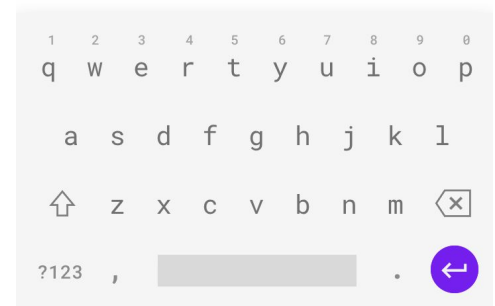 1 2 3 4 5 6 7 8 9 0
q w e r t y u i o p
a s d f g h j k l
z x c v b n m
?123 , .